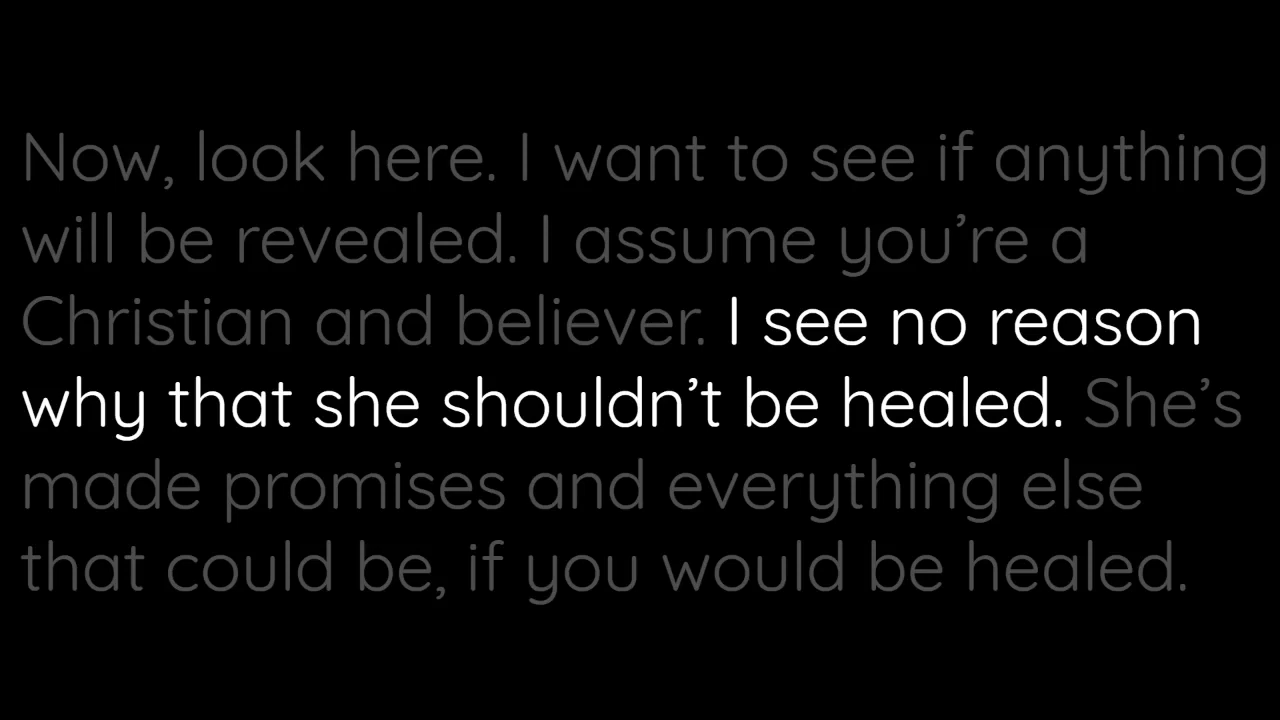 Now, look here. I want to see if anything
will be revealed. I assume you’re a
Christian and believer. I see no reason
why that she shouldn’t be healed. She’s
made promises and everything else
that could be, if you would be healed.